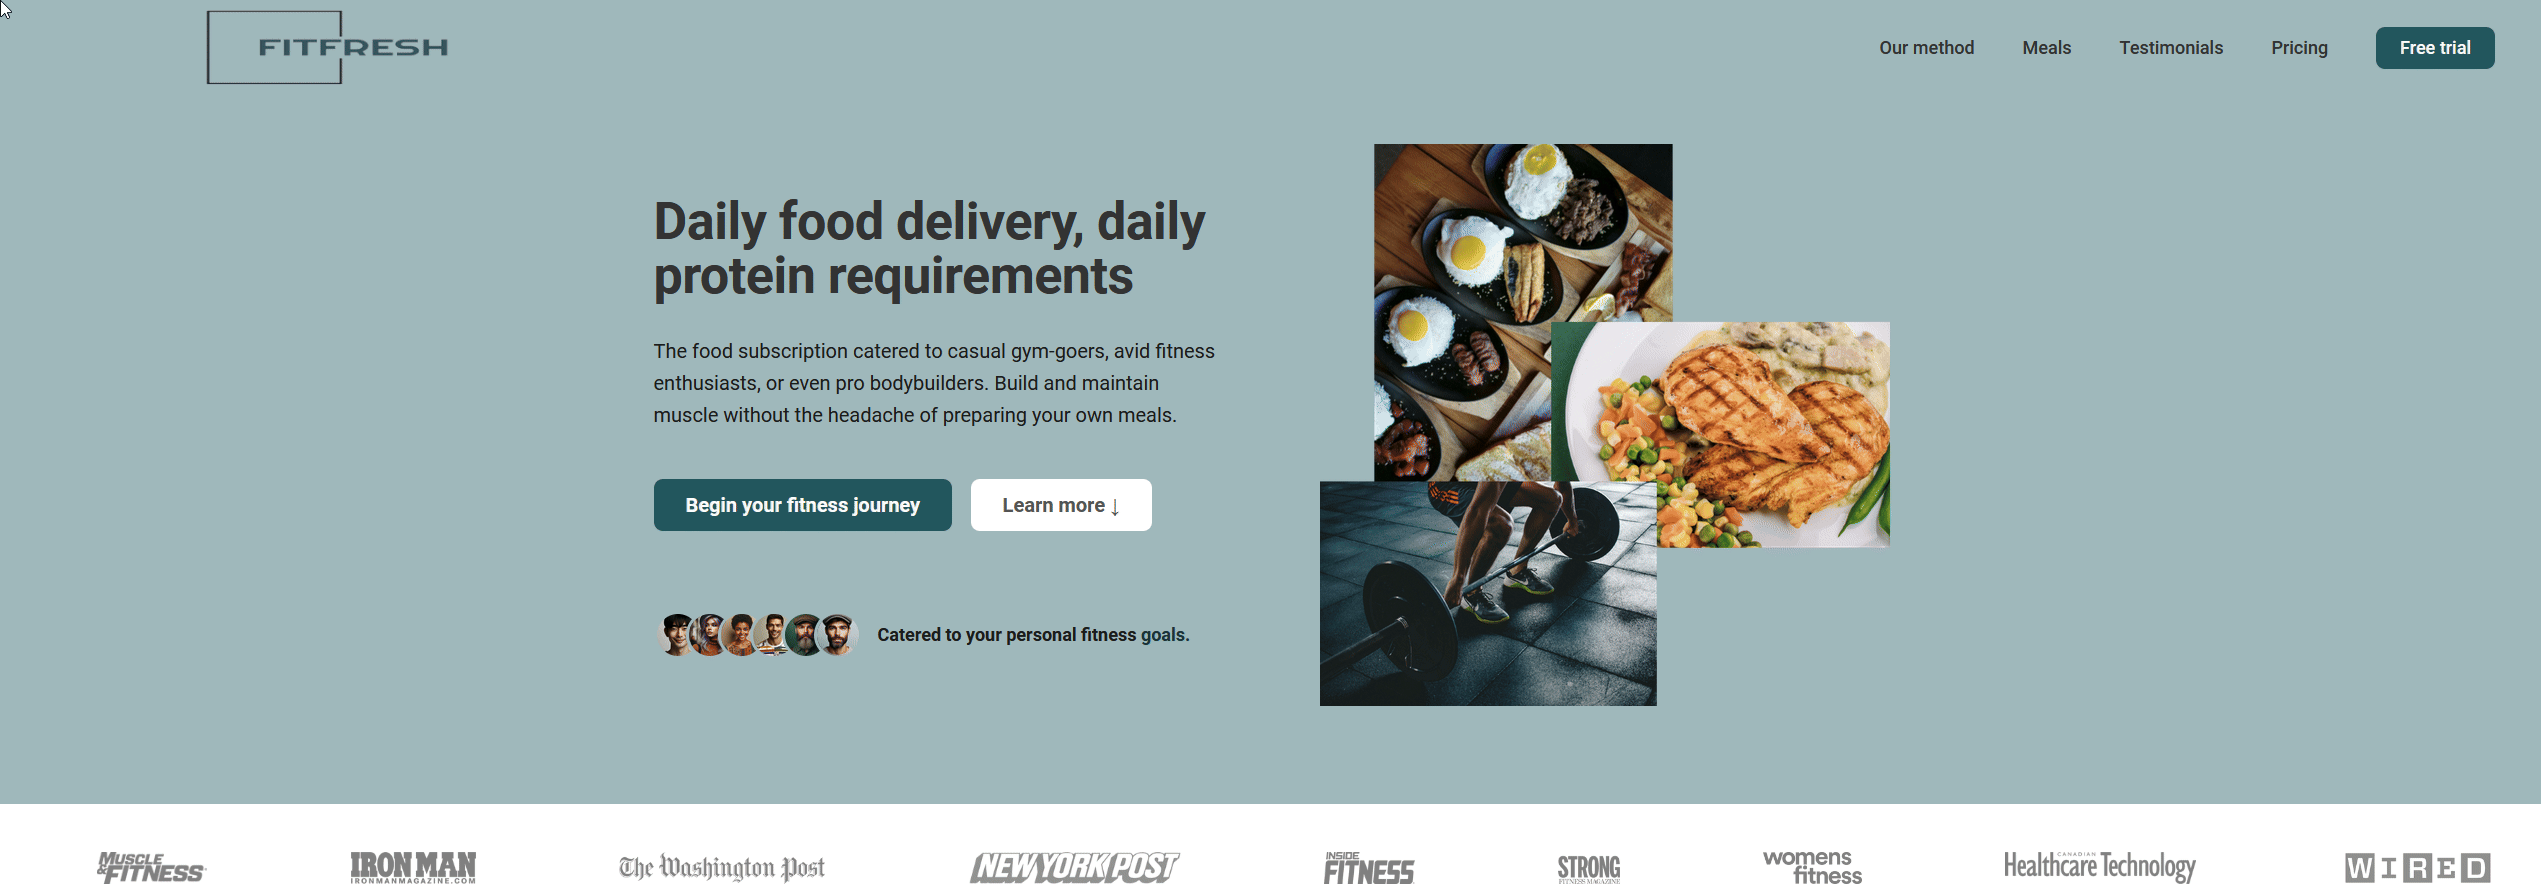 FITFRESH
Our method
Meals
Testimonials
Pricing
Free trial
Daily food delivery, daily
protein requirements
The food subscription catered to casual gym-goers, avid fitness
enthusiasts, or even pro bodybuilders. Build and maintain
muscle without the headache of preparing your own meals.
Begin your fitness journey
Learn more ↓
Catered to your personal fitness goals.
MUSCLE
&FITNESS
IRONMAN
IRONMANMAGAZINE.COM
The Washington Post
NEW YORK POST
INSIDE
FITNESS
STRONG
FITNESS MAGAZINE
womens
fitness
CANADIAN
Healthcare Technology
WIRED